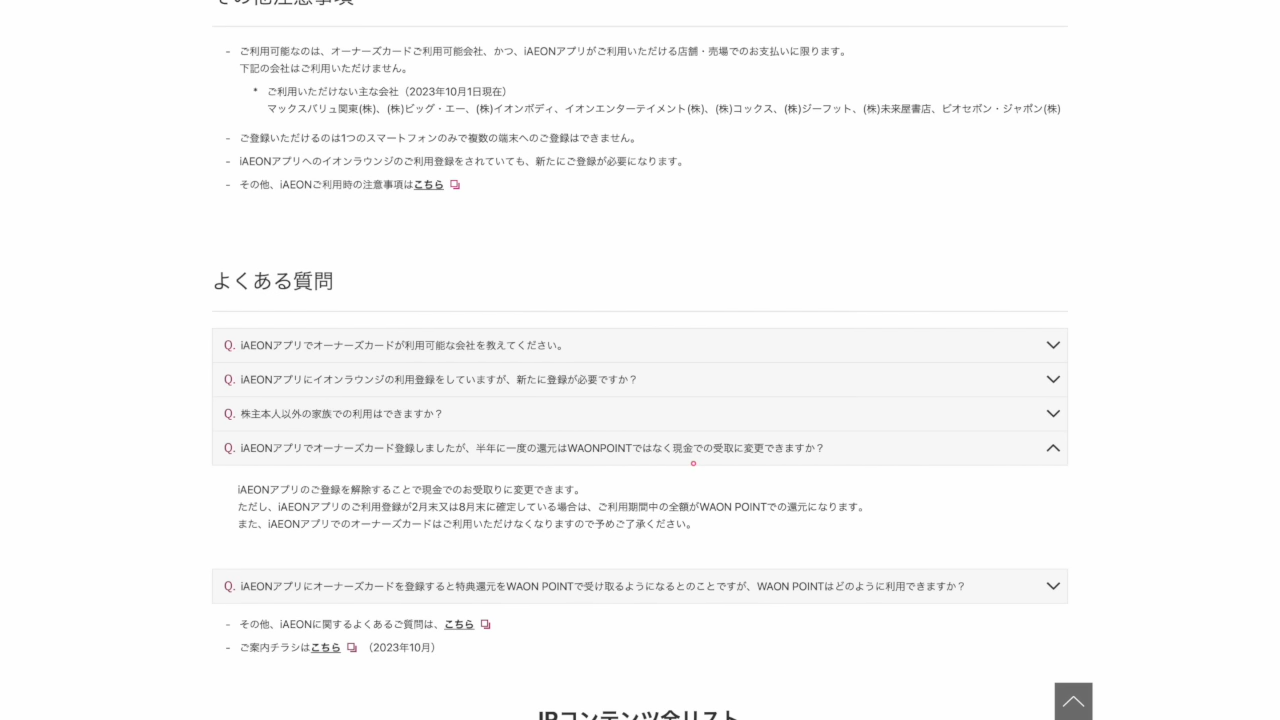 その他注意事項
- ご利用可能なのは、オーナーズカードご利用可能会社、かつ、iAEONアプリがご利用いただける店舗・売場でのお支払いに限ります。
下記の会社はご利用いただけません。
* ご利用いただけない主な会社（2023年10月1日現在）
マックスバリュ関東(株)、(株)ビッグ・エー、(株)イオンボディ、イオンエンターテイメント(株)、(株)コックス、(株)ジーフット、(株)未来屋書店、ビオセボン・ジャポン(株)
- ご登録いただけるのは1つのスマートフォンのみで複数の端末へのご登録はできません。
- iAEONアプリへのイオンラウンジのご利用登録をされていても、新たにご登録が必要になります。
- その他、iAEONご利用時の注意事項はこちら
よくある質問
Q. iAEONアプリでオーナーズカードが利用可能な会社を教えてください。
Q. iAEONアプリにイオンラウンジの利用登録をしていますが、新たに登録が必要ですか？
Q. 株主本人以外の家族での利用はできますか？
Q. iAEONアプリでオーナーズカード登録しましたが、半年に一度の還元はWAONPOINTではなく現金での受取に変更できますか？
iAEONアプリのご登録を解除することで現金でのお受取りに変更できます。
ただし、iAEONアプリのご利用登録が2月末又は8月末に確定している場合は、ご利用期間中の全額がWAON POINTでの還元になります。
また、iAEONアプリでのオーナーズカードはご利用いただけなくなりますので予めご了承ください。
Q. iAEONアプリにオーナーズカードを登録すると特典還元をWAON POINTで受け取るようになるとのことですが、WAON POINTはどのように利用できますか？
- その他、iAEONに関するよくあるご質問は、こちら
- ご案内チラシはこちら （2023年10月）
IRコンテンツ全リスト